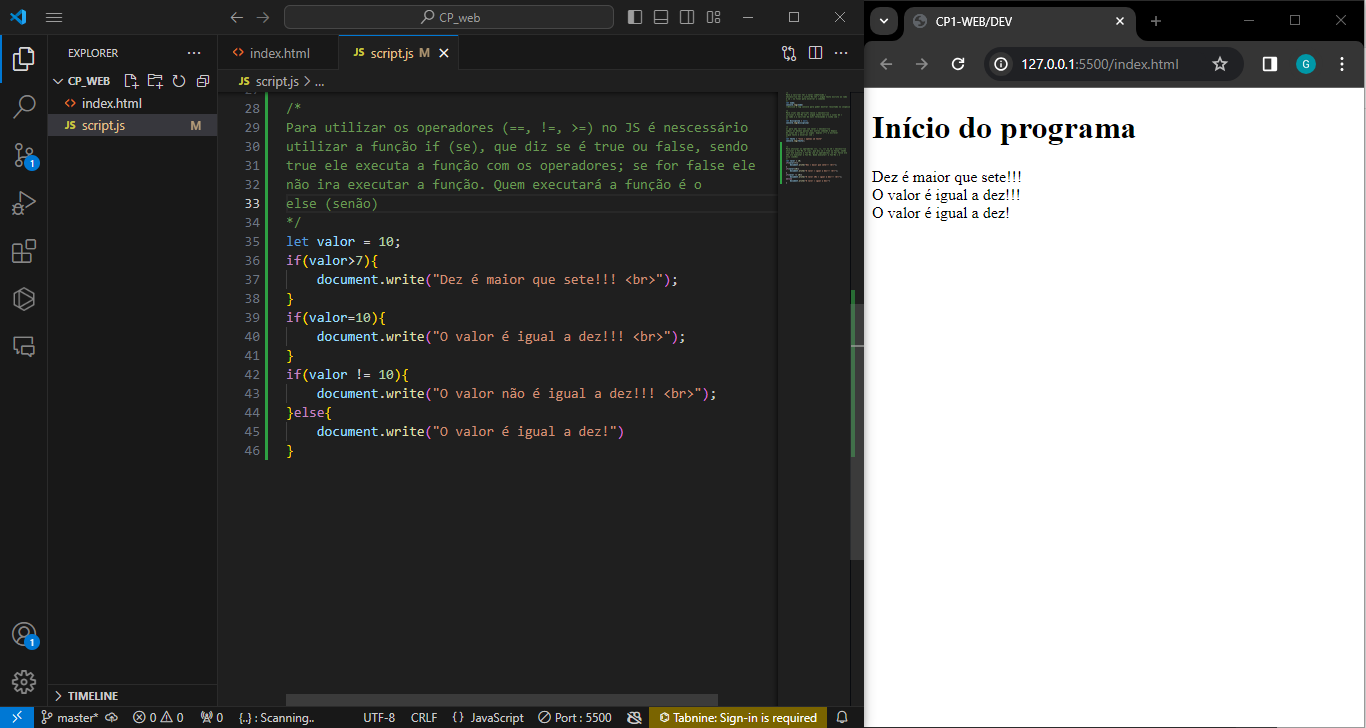 CP_web
EXPLORER
CP_WEB
index.html
JS script.js M
TIMELINE
index.html
JS script.js M
JS script.js > ...
28 /*
29 Para utilizar os operadores (==, !=, >=) no JS é nescessário
30 utilizar a função if (se), que diz se é true ou false, sendo
31 true ele executa a função com os operadores; se for false ele
32 não ira executar a função. Quem executará a função é o
33 else (senão)
34 */
35 let valor = 10;
36 if(valor>7){
37 document.write("Dez é maior que sete!!! <br>");
38 }
39 if(valor=10){
40 document.write("O valor é igual a dez!!! <br>");
41 }
42 if(valor != 10){
43 document.write("O valor não é igual a dez!!! <br>");
44 }else{
45 document.write("O valor é igual a dez!")
46 }
1
1
master* 0 0 0 {..} : Scanning.. UTF-8 CRLF {} JavaScript Port : 5500 Tabnine: Sign-in is required
CP1-WEB/DEV
127.0.0.1:5500/index.html
G
Início do programa
Dez é maior que sete!!!
O valor é igual a dez!!!
O valor é igual a dez!